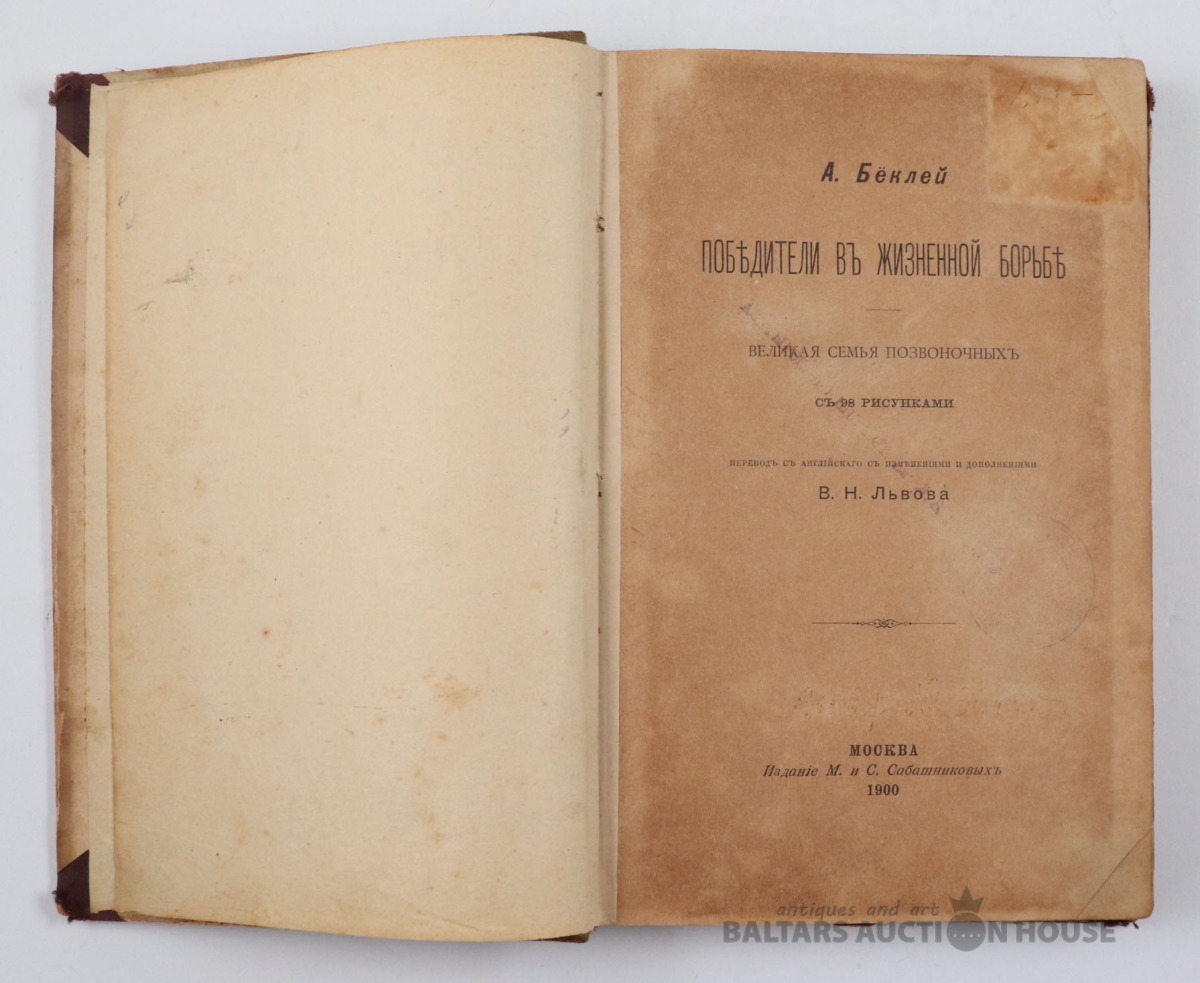 А. Бёклей
ПОБѢДИТЕЛИ ВЪ ЖИЗНЕННОЙ БОРЬБѢ
ВЕЛИКАЯ СЕМЬЯ ПОЗВОНОЧНЫХЪ
СЪ 98 РИСУНКАМИ
ПЕРЕВОДЪ СЪ АНГЛІЙСКАГО СЪ ИЗМѢНЕНІЯМИ И ДОПОЛНЕНІЯМИ
В. Н. Львова
МОСКВА
Изданіе М. и С. Сабашниковыхъ
1900
antiques and art
BALTARS AUCTION HOUSE